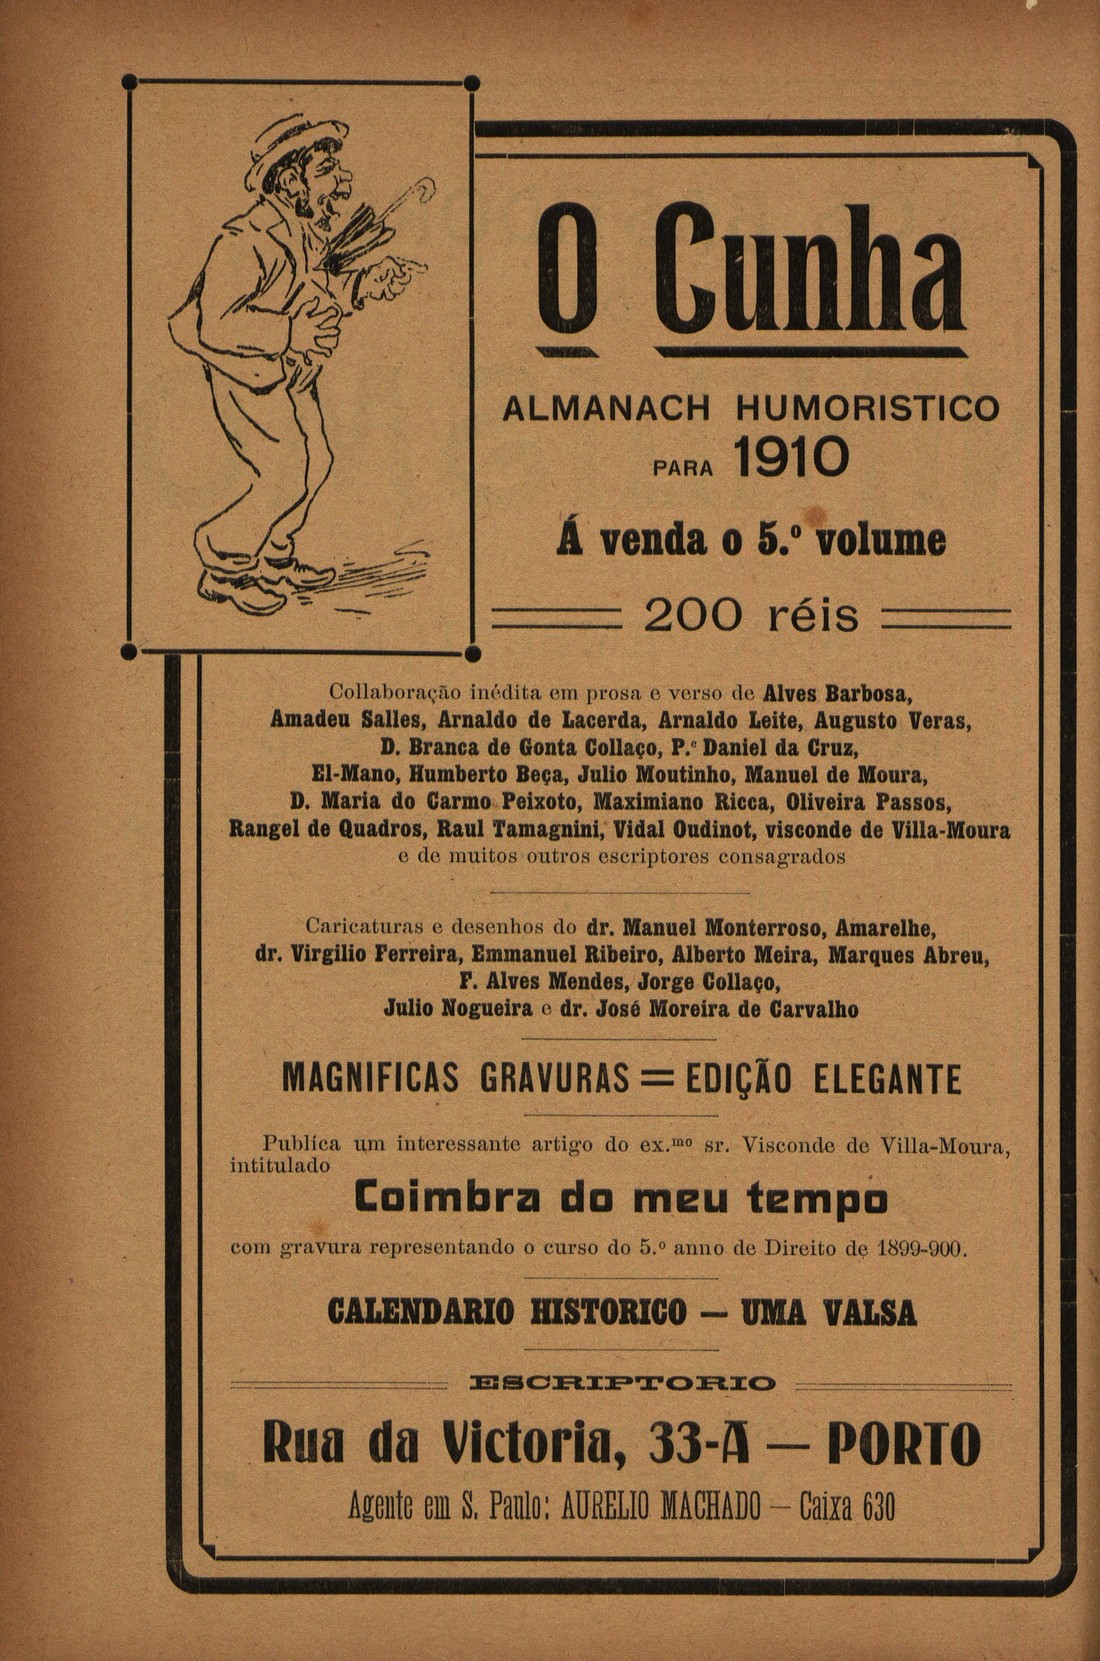 O Cunha
ALMANACH HUMORISTICO
PARA 1910
Á venda o 5.º volume
200 réis
Collaboração inédita em prosa e verso de Alves Barbosa,
Amadeu Salles, Arnaldo de Lacerda, Arnaldo Leite, Augusto Veras,
D. Branca de Gonta Collaço, P.e Daniel da Cruz,
El-Mano, Humberto Beça, Julio Moutinho, Manuel de Moura,
D. Maria do Carmo Peixoto, Maximiano Ricca, Oliveira Passos,
Rangel de Quadros, Raul Tamagnini, Vidal Oudinot, visconde de Villa-Moura
e de muitos outros escriptores consagrados
Caricaturas e desenhos do dr. Manuel Monterroso, Amarelhe,
dr. Virgilio Ferreira, Emmanuel Ribeiro, Alberto Meira, Marques Abreu,
F. Alves Mendes, Jorge Collaço,
Julio Nogueira e dr. José Moreira de Carvalho
MAGNIFICAS GRAVURAS = EDIÇÃO ELEGANTE
Publíca um interessante artigo do ex.mo sr. Visconde de Villa-Moura,
intitulado
Coimbra do meu tempo
com gravura representando o curso do 5.º anno de Direito de 1899-900.
CALENDARIO HISTORICO — UMA VALSA
ESCRIPTORIO
Rua da Victoria, 33-A — PORTO
Agente em S. Paulo: AURELIO MACHADO — Caixa 630